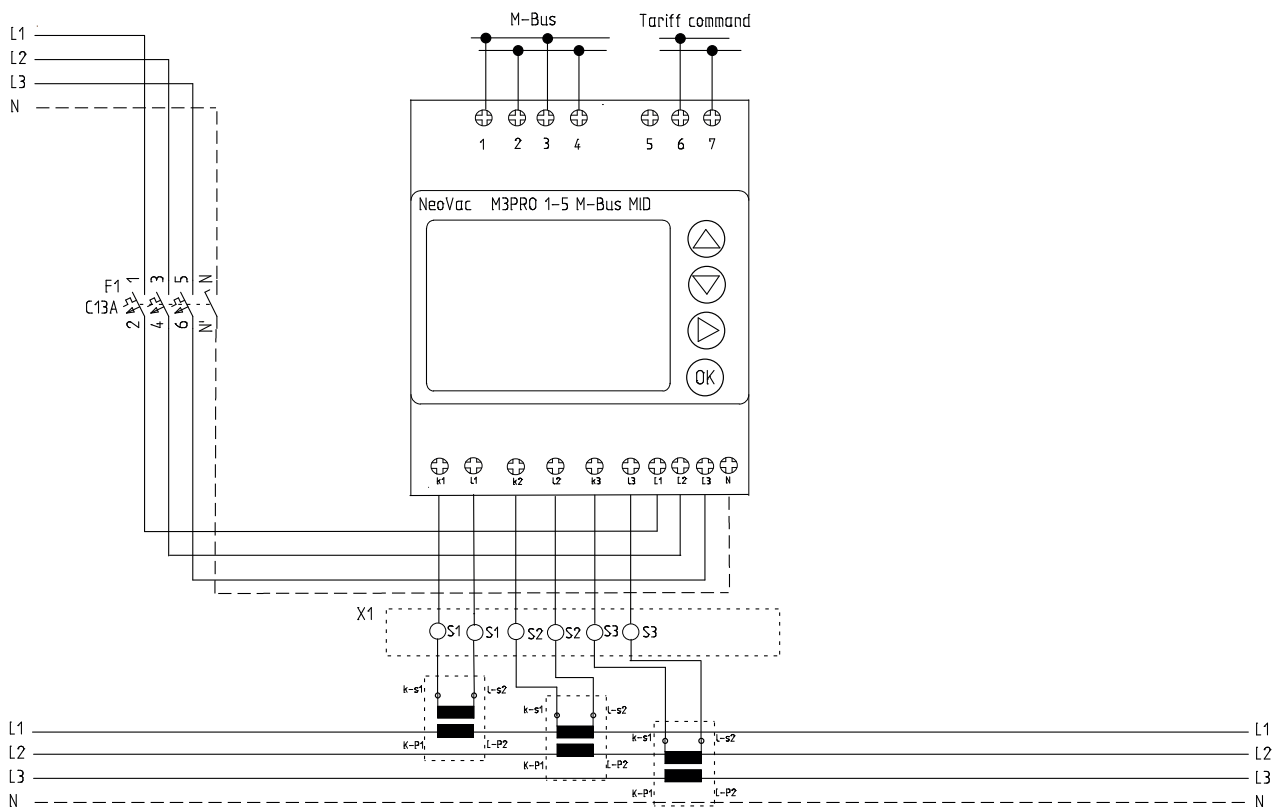 M-Bus Tariff command
L1
L2
L3
N
1 2 3 4 5 6 7
NeoVac M3PRO 1-5 M-Bus MID
F1
C13A
1 3 5 N
2 4 6 N'
OK
k1 l1 k2 l2 k3 l3 L1 L2 L3 N
X1
S1 S1 S2 S2 S3 S3
k-s1 l-s2
k-s1 l-s2
k-s1 l-s2
K-P1 L-P2
K-P1 L-P2
K-P1 L-P2
L1 L1
L2 L2
L3 L3
N N